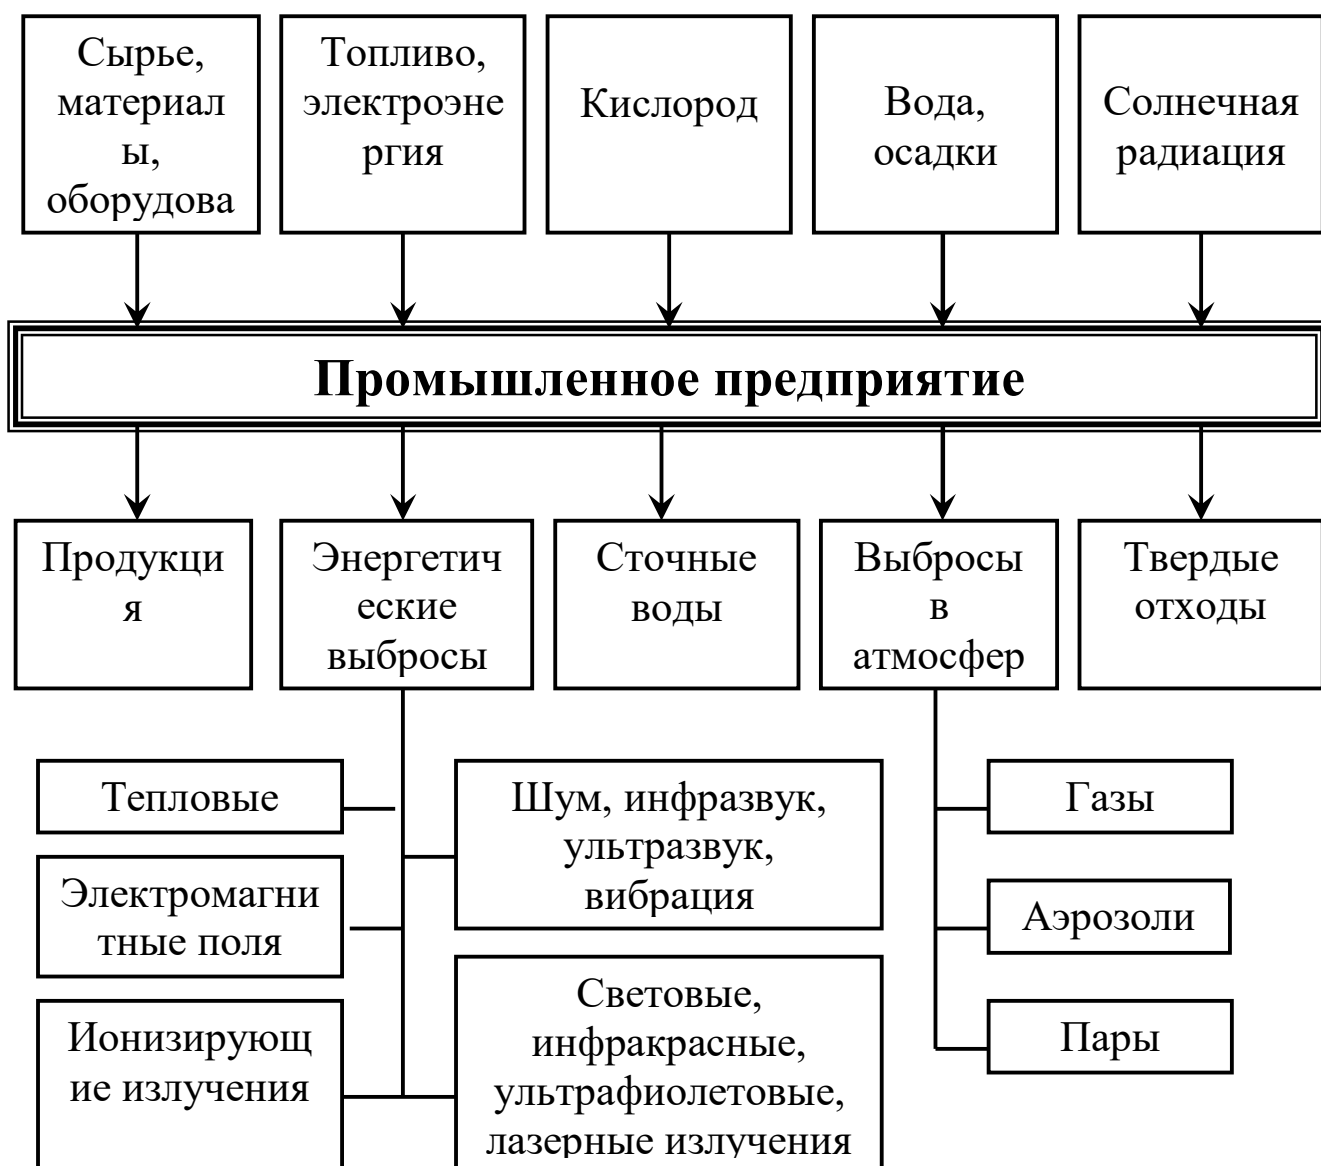 Сырье,
материал
ы,
оборудова
Топливо,
электроэне
ргия
Кислород
Вода,
осадки
Солнечная
радиация
Промышленное предприятие
Продукци
я
Энергетич
еские
выбросы
Сточные
воды
Выбросы
в
атмосфер
Твердые
отходы
Тепловые
Электромагни
тные поля
Ионизирующ
ие излучения
Шум, инфразвук,
ультразвук,
вибрация
Световые,
инфракрасные,
ультрафиолетовые,
лазерные излучения
Газы
Аэрозоли
Пары